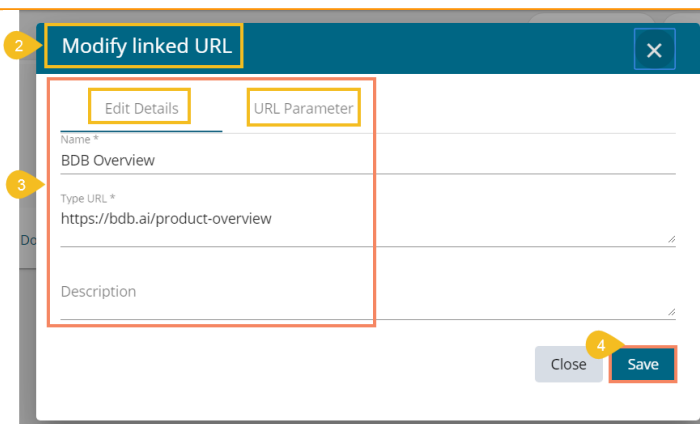 2
Modify linked URL
Edit Details
URL Parameter
Name *
BDB Overview
3
Type URL *
https://bdb.ai/product-overview
Do
Description
4
Close
Save